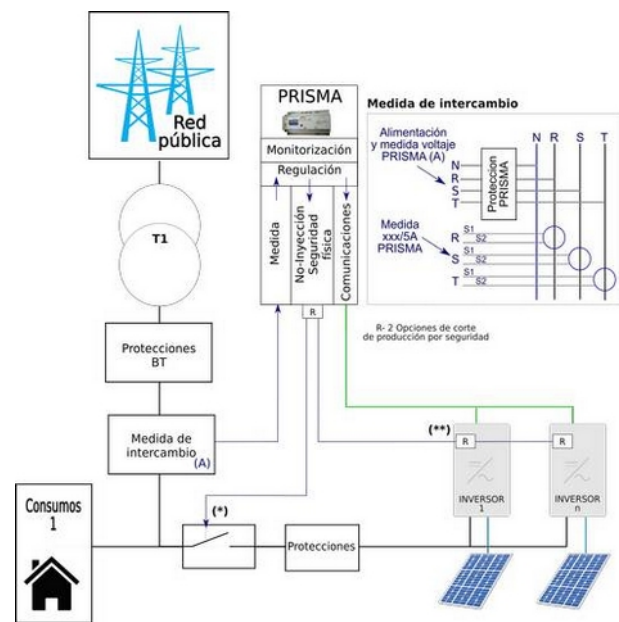 Red
pública
T1
Protecciones
BT
Medida de
intercambio
(A)
Consumos
1
PRISMA
Monitorización
Regulación
Medida
No-Inyección
Seguridad
física
Comunicaciones
R
Medida de intercambio
Alimentación
y medida voltaje
PRISMA (A)
N
R
S
T
Proteccion
PRISMA
N R S T
Medida
xxx/5A
PRISMA
R S1
S2
S S1
S2
T S1
S2
R- 2 Opciones de corte
de producción por seguridad
(*)
Protecciones
(**)
R
INVERSOR
1
R
INVERSOR
n